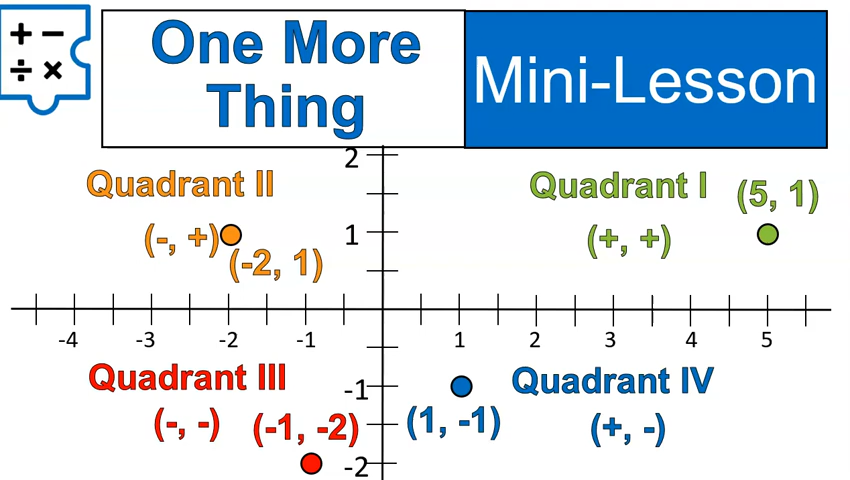 + −
÷ ×
One More
Thing
Mini-Lesson
2
Quadrant II
Quadrant I
(5, 1)
(-, +)
1
(+, +)
(-2, 1)
-4 -3 -2 -1 1 2 3 4 5
Quadrant III
-1
Quadrant IV
(-, -)
(-1, -2)
(1, -1)
(+, -)
-2